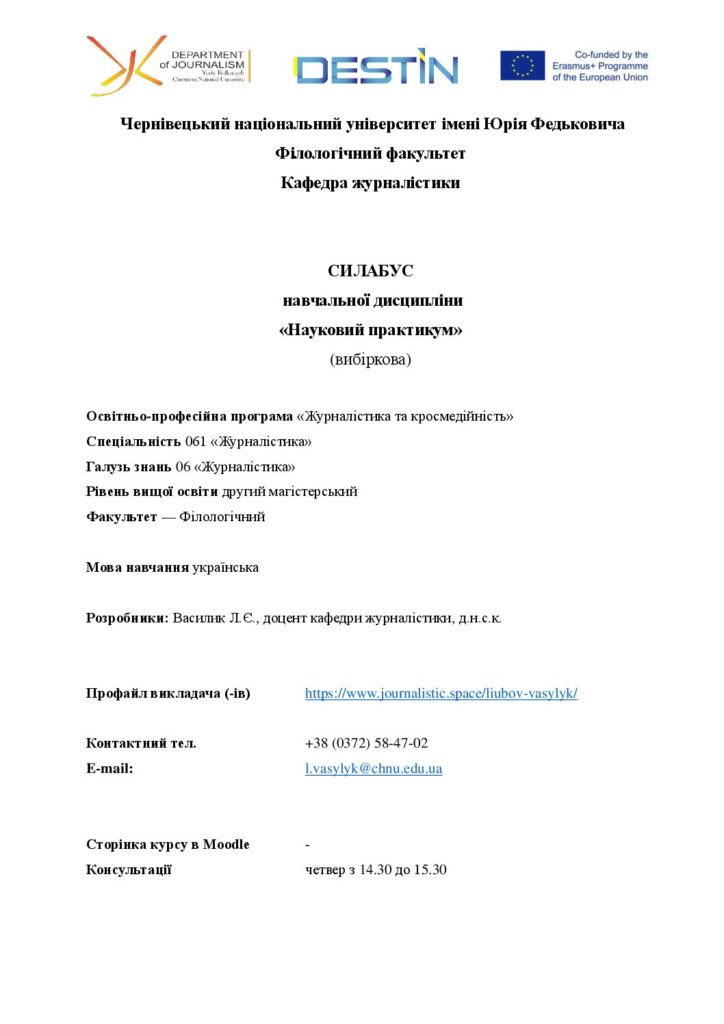 DEPARTMENT
of JOURNALISM
Yuriy Fedkovych
Chernivtsi National University
DESTIN
Co-funded by the
Erasmus+ Programme
of the European Union
Чернівецький національний університет імені Юрія Федьковича
Філологічний факультет
Кафедра журналістики
СИЛАБУС
навчальної дисципліни
«Науковий практикум»
(вибіркова)
Освітньо-професійна програма «Журналістика та кросмедійність»
Спеціальність 061 «Журналістика»
Галузь знань 06 «Журналістика»
Рівень вищої освіти другий магістерський
Факультет — Філологічний
Мова навчання українська
Розробники: Василик Л.Є., доцент кафедри журналістики, д.н.с.к.
Профайл викладача (-ів) https://www.journalistic.space/liubov-vasylyk/
Контактний тел. +38 (0372) 58-47-02
E-mail: l.vasylyk@chnu.edu.ua
Сторінка курсу в Moodle -
Консультації четвер з 14.30 до 15.30